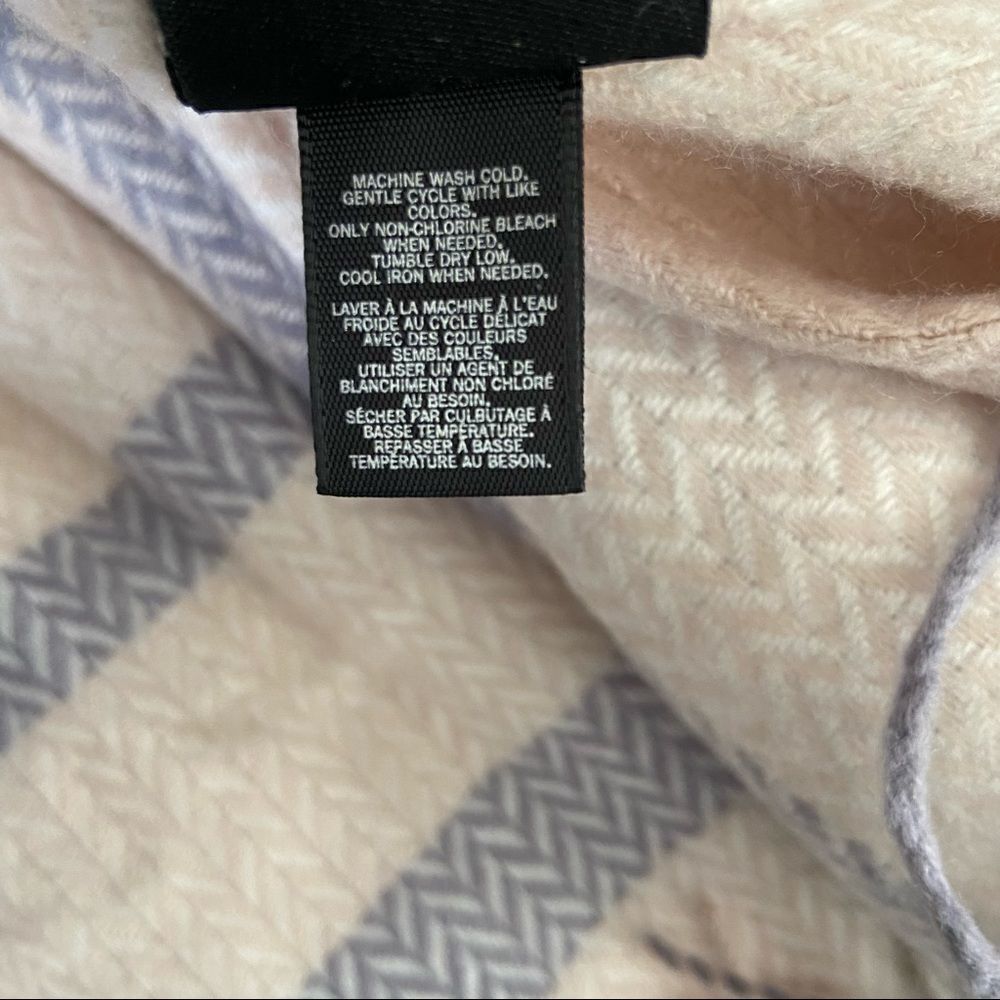 MACHINE WASH COLD.
GENTLE CYCLE WITH LIKE
COLORS.
ONLY NON-CHLORINE BLEACH
WHEN NEEDED.
TUMBLE DRY LOW.
COOL IRON WHEN NEEDED.
LAVER À LA MACHINE À L'EAU
FROIDE AU CYCLE DÉLICAT
AVEC DES COULEURS
SEMBLABLES.
UTILISER UN AGENT DE
BLANCHIMENT NON CHLORÉ
AU BESOIN.
SÉCHER PAR CULBUTAGE À
BASSE TEMPÉRATURE.
REPASSER À BASSE
TEMPÉRATURE AU BESOIN.